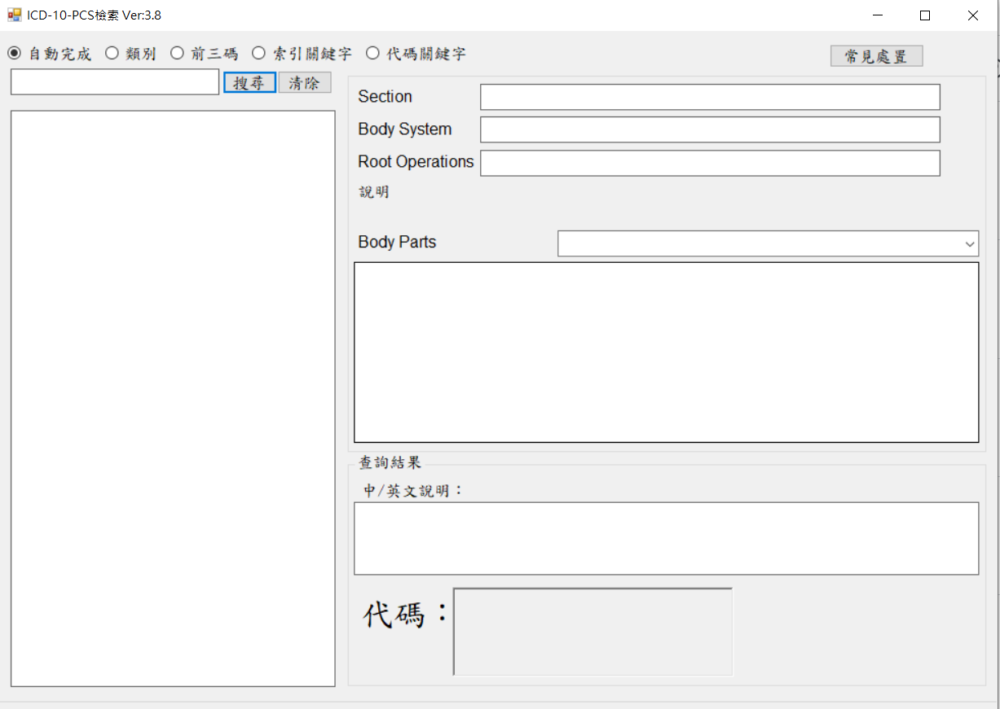 ICD-10-PCS檢索 Ver:3.8
自動完成 類別 前三碼 索引關鍵字 代碼關鍵字
常見處置
搜尋 清除
Section
Body System
Root Operations
說明
Body Parts
查詢結果
中/英文說明：
代碼：